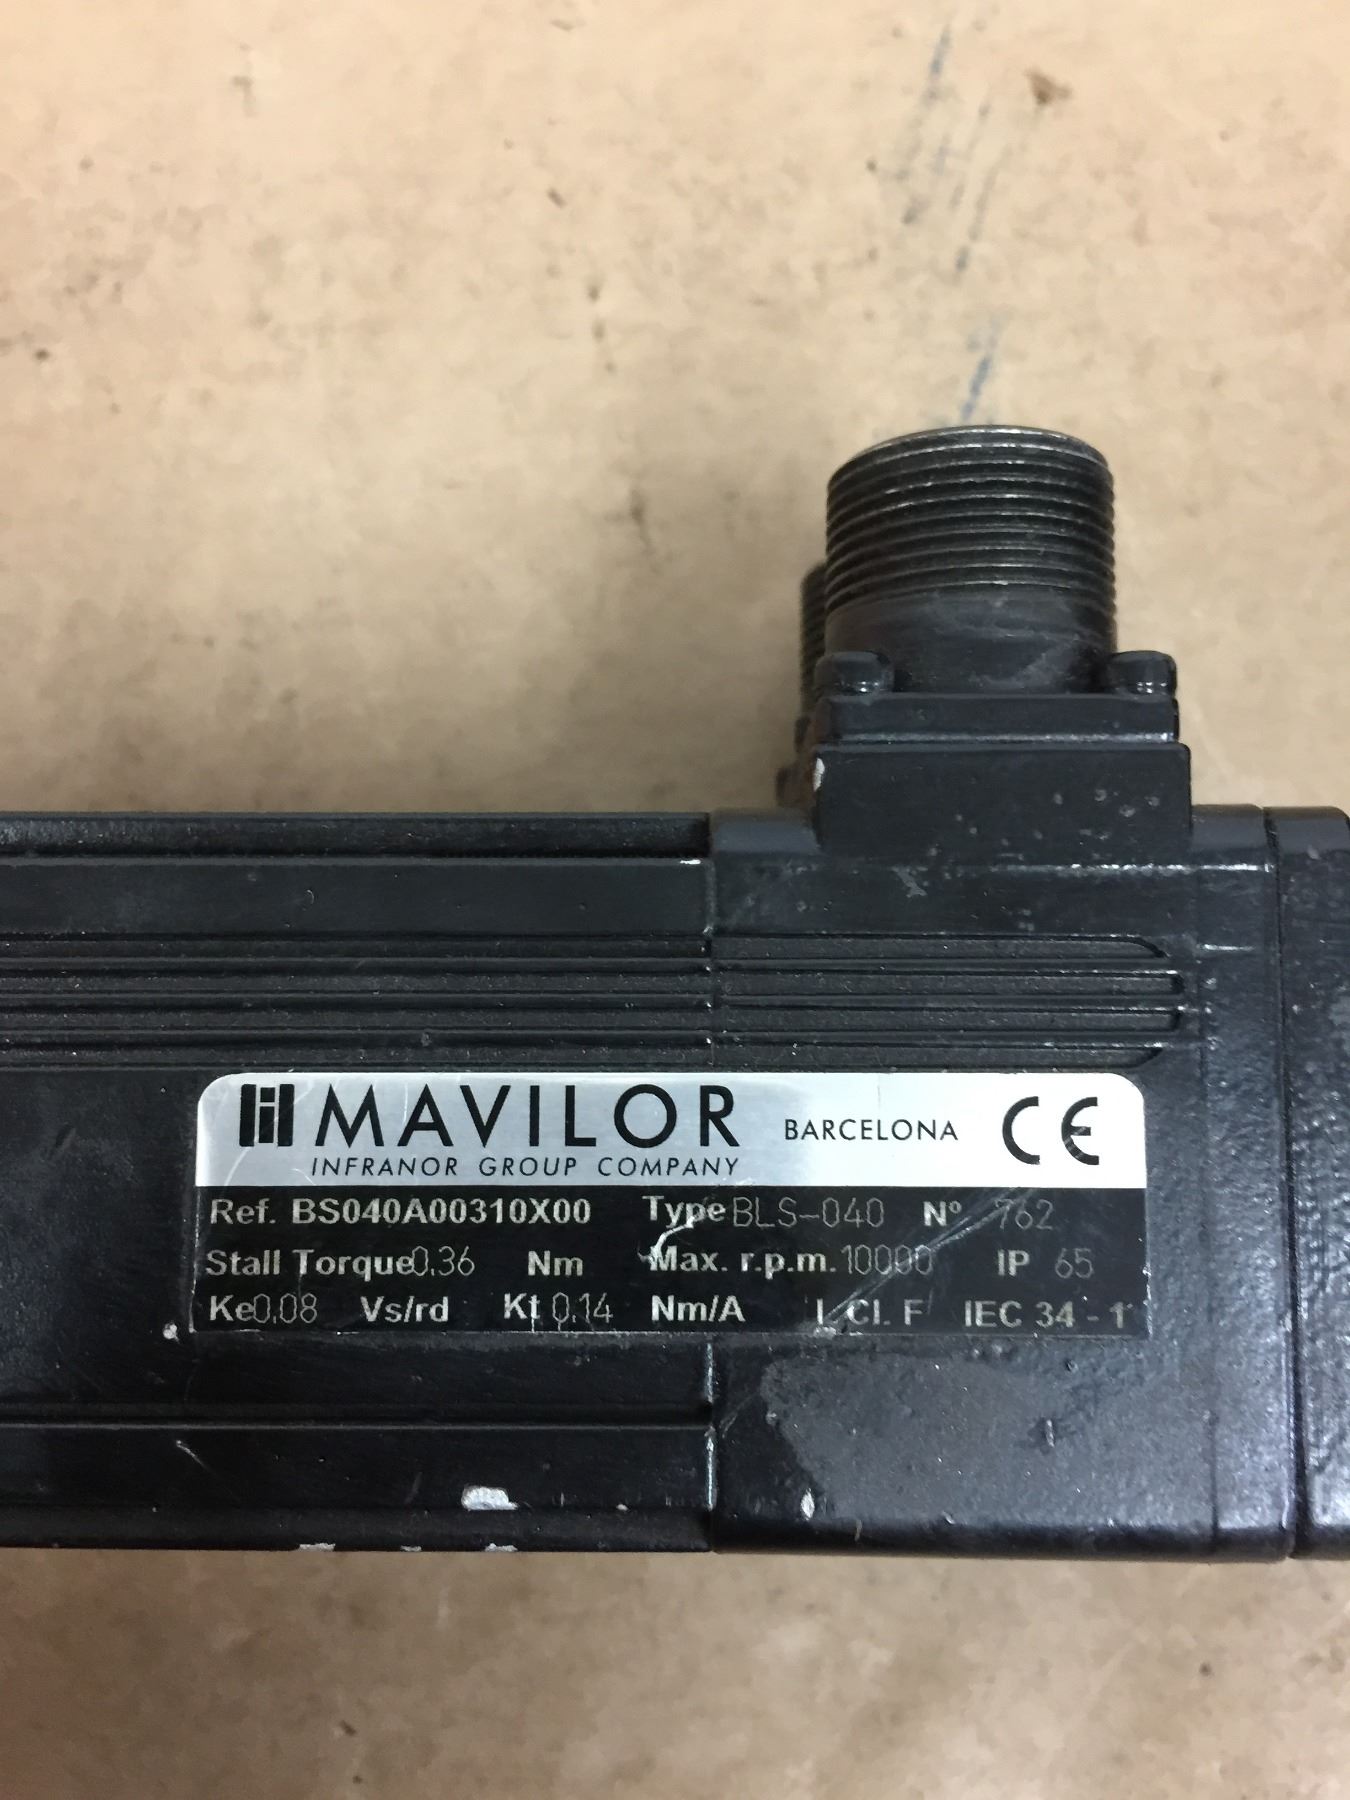 MAVILOR BARCELONA CE
INFRANOR GROUP COMPANY
Ref. BS040A00310X00 Type BLS-040 Nº 762
Stall Torque 0.36 Nm Max. r.p.m. 10000 IP 65
Ke 0.08 Vs/rd Kt 0.14 Nm/A I. Cl. F IEC 34 - 1